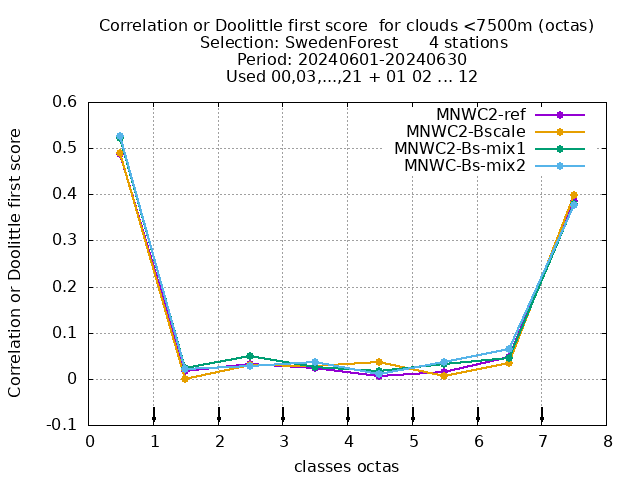 Correlation or Doolittle first score  for clouds <7500m (octas)
Selection: SwedenForest      4 stations
Period: 20240601-20240630
Used 00,03,...,21 + 01 02 ... 12
Correlation or Doolittle first score
0.6
0.5
0.4
0.3
0.2
0.1
0
-0.1
MNWC2-ref
MNWC2-Bscale
MNWC2-Bs-mix1
MNWC-Bs-mix2
0 1 2 3 4 5 6 7 8
classes octas